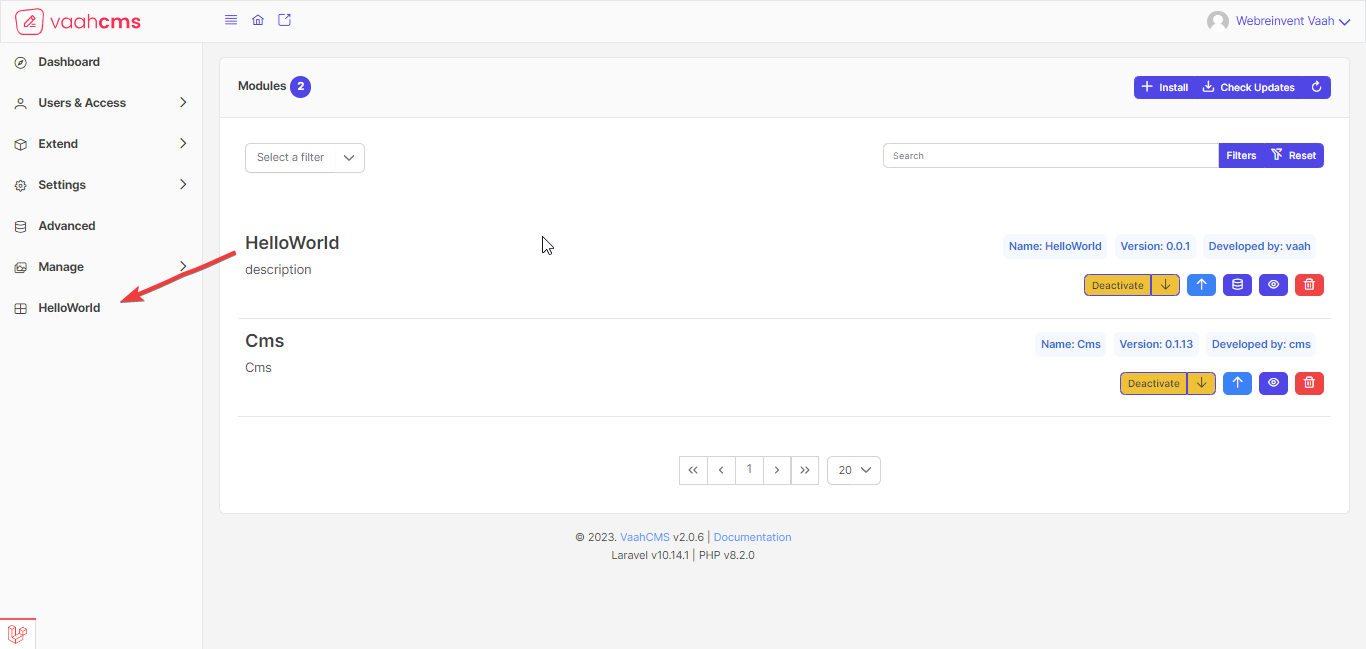 vaahcms
Webreinvent Vaah
Dashboard
Users & Access
Extend
Settings
Advanced
Manage
HelloWorld
Modules 2
Install Check Updates
Select a filter
Search
Filters Reset
HelloWorld
description
Name: HelloWorld Version: 0.0.1 Developed by: vaah
Deactivate
Cms
Cms
Name: Cms Version: 0.1.13 Developed by: cms
Deactivate
1
20
© 2023. VaahCMS v2.0.6 | Documentation
Laravel v10.14.1 | PHP v8.2.0